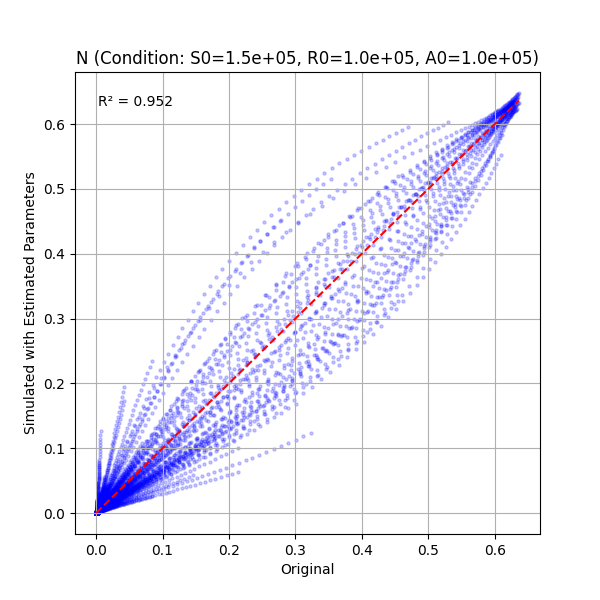 N (Condition: S0=1.5e+05, R0=1.0e+05, A0=1.0e+05)
R² = 0.952
Simulated with Estimated Parameters
0.6
0.5
0.4
0.3
0.2
0.1
0.0
0.0 0.1 0.2 0.3 0.4 0.5 0.6
Original